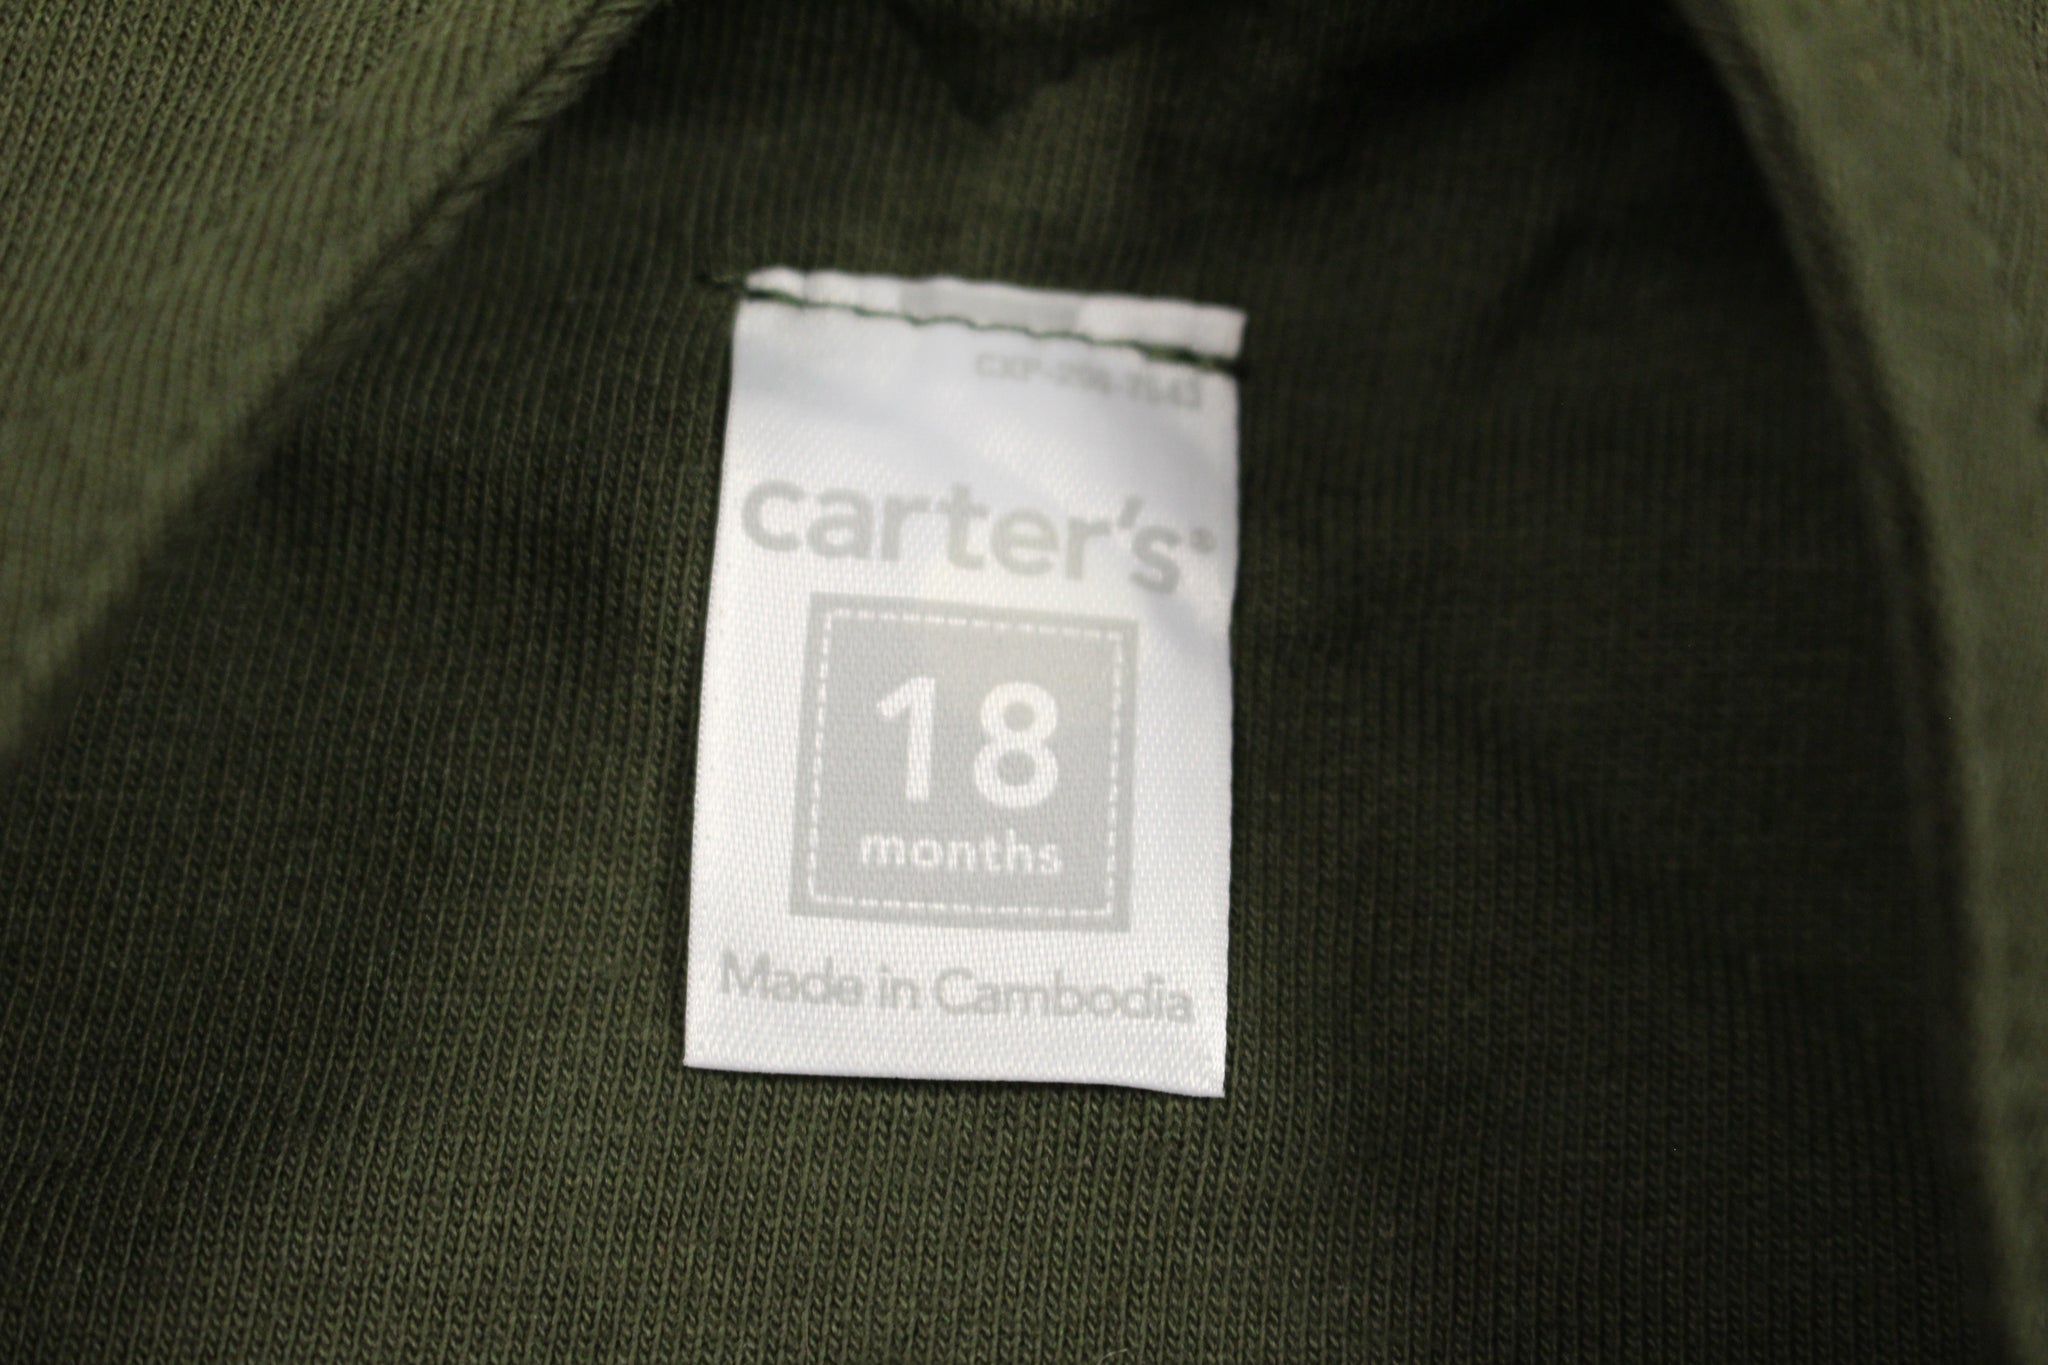 carter's®
18
months
Made in Cambodia